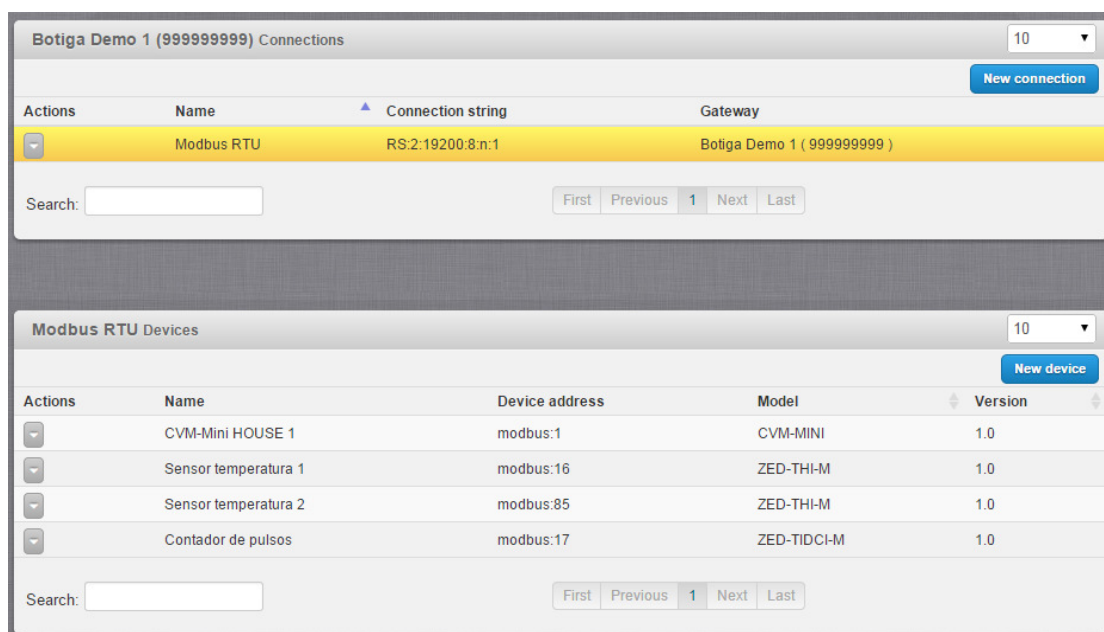 Botiga Demo 1 (999999999) Connections 10
New connection
Actions Name Connection string Gateway
Modbus RTU RS:2:19200:8:n:1 Botiga Demo 1 ( 999999999 )
Search: First Previous 1 Next Last
Modbus RTU Devices 10
New device
Actions Name Device address Model Version
CVM-Mini HOUSE 1 modbus:1 CVM-MINI 1.0
Sensor temperatura 1 modbus:16 ZED-THI-M 1.0
Sensor temperatura 2 modbus:85 ZED-THI-M 1.0
Contador de pulsos modbus:17 ZED-TIDCI-M 1.0
Search: First Previous 1 Next Last